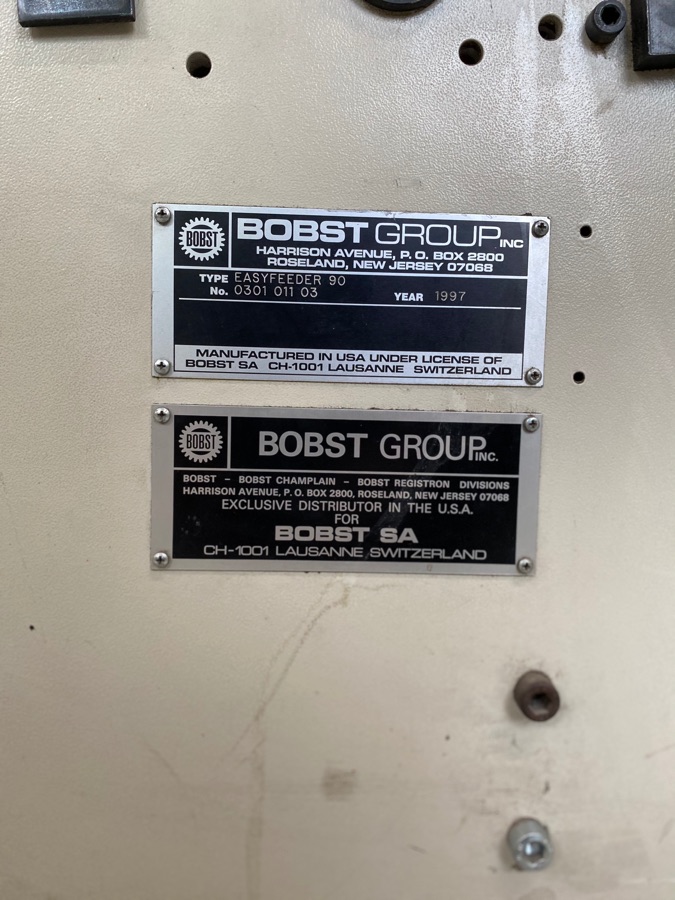 BOBST
BOBST GROUP INC
HARRISON AVENUE, P. O. BOX 2800
ROSELAND, NEW JERSEY 07068
TYPE EASYFEEDER 90
No. 0301 011 03 YEAR 1997
MANUFACTURED IN USA UNDER LICENSE OF
BOBST SA CH-1001 LAUSANNE SWITZERLAND
BOBST
BOBST GROUP INC.
BOBST - BOBST CHAMPLAIN - BOBST REGISTRON DIVISIONS
HARRISON AVENUE, P. O. BOX 2800, ROSELAND, NEW JERSEY 07068
EXCLUSIVE DISTRIBUTOR IN THE U.S.A.
FOR
BOBST SA
CH-1001 LAUSANNE SWITZERLAND